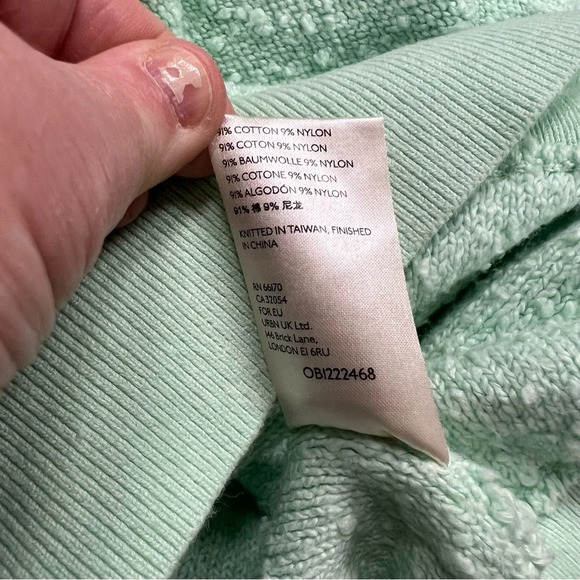 91% COTTON 9% NYLON
91% COTON 9% NYLON
91% BAUMWOLLE 9% NYLON
91% COTONE 9% NYLON
91% ALGODÓN 9% NYLON
91% 棉 9% 尼龙
KNITTED IN TAIWAN, FINISHED
IN CHINA
RN 66170
CA 32054
FOR EU
URBN UK Ltd.
146 Brick Lane,
LONDON E1 6RU
OB1222468